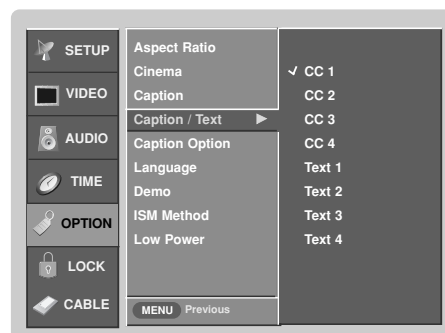 SETUP
VIDEO
AUDIO
TIME
OPTION
LOCK
CABLE
Aspect Ratio
Cinema
Caption
Caption / Text
Caption Option
Language
Demo
ISM Method
Low Power
MENU Previous
CC 1
CC 2
CC 3
CC 4
Text 1
Text 2
Text 3
Text 4